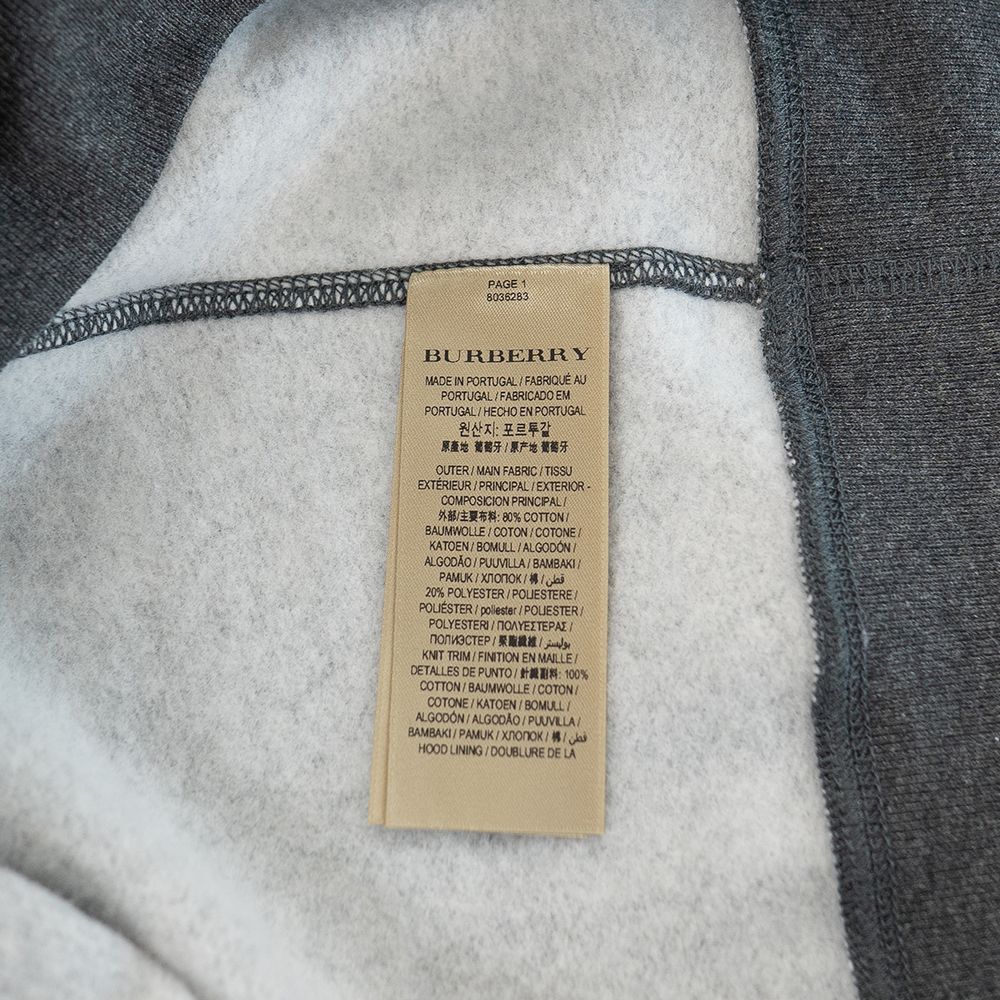 PAGE 1
8036283
BURBERRY
MADE IN PORTUGAL / FABRIQUÉ AU
PORTUGAL / FABRICADO EM
PORTUGAL / HECHO EN PORTUGAL
원산지: 포르투갈
原產地 葡萄牙 / 原产地 葡萄牙
OUTER / MAIN FABRIC / TISSU
EXTÉRIEUR / PRINCIPAL / EXTERIOR -
COMPOSICION PRINCIPAL /
外部/主要布料: 80% COTTON /
BAUMWOLLE / COTON / COTONE /
KATOEN / BOMULL / ALGODÓN /
ALGODÃO / PUUVILLA / BAMBAKI /
PAMUK / ХЛОПОК / 棉 / قطن /
20% POLYESTER / POLIESTERE /
POLIÉSTER / poliester / POLJESTER /
POLYESTERI / ΠΟΛΥΕΣΤΕΡΑΣ /
ПОЛИЭСТЕР / 聚酯纖維 / بوليستر /
KNIT TRIM / FINITION EN MAILLE /
DETALLES DE PUNTO / 針織副料: 100%
COTTON / BAUMWOLLE / COTON /
COTONE / KATOEN / BOMULL /
ALGODÓN / ALGODÃO / PUUVILLA /
BAMBAKI / PAMUK / ХЛОПОК / 棉 / قطن /
HOOD LINING / DOUBLURE DE LA